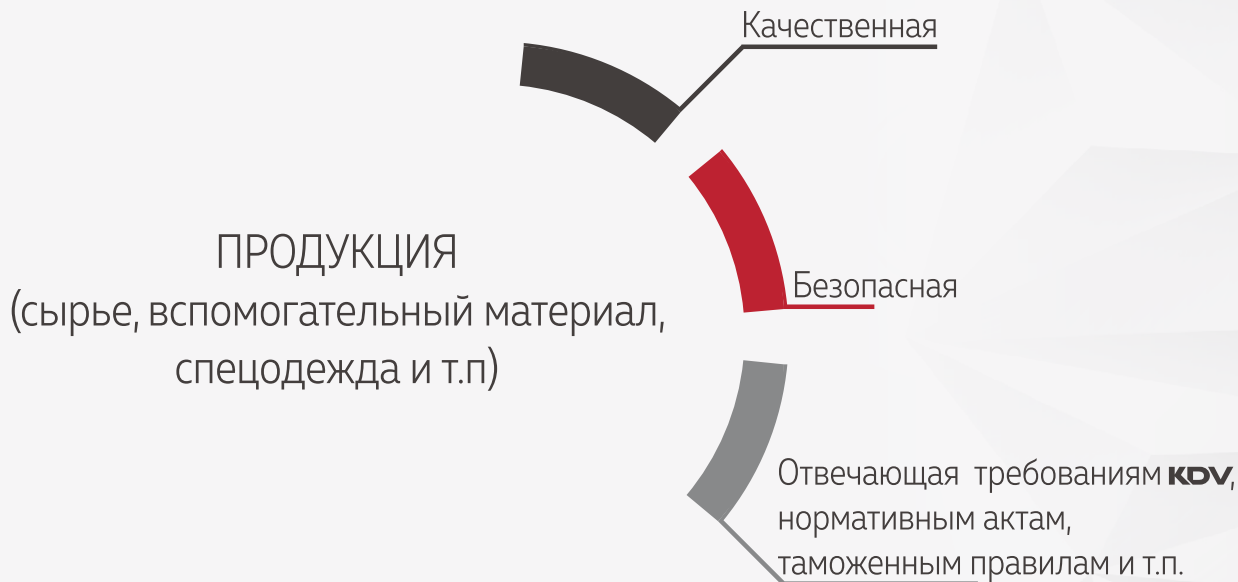 Качественная
ПРОДУКЦИЯ
(сырье, вспомогательный материал,
спецодежда и т.п)
Безопасная
Отвечающая требованиям KDV,
нормативным актам,
таможенным правилам и т.п.